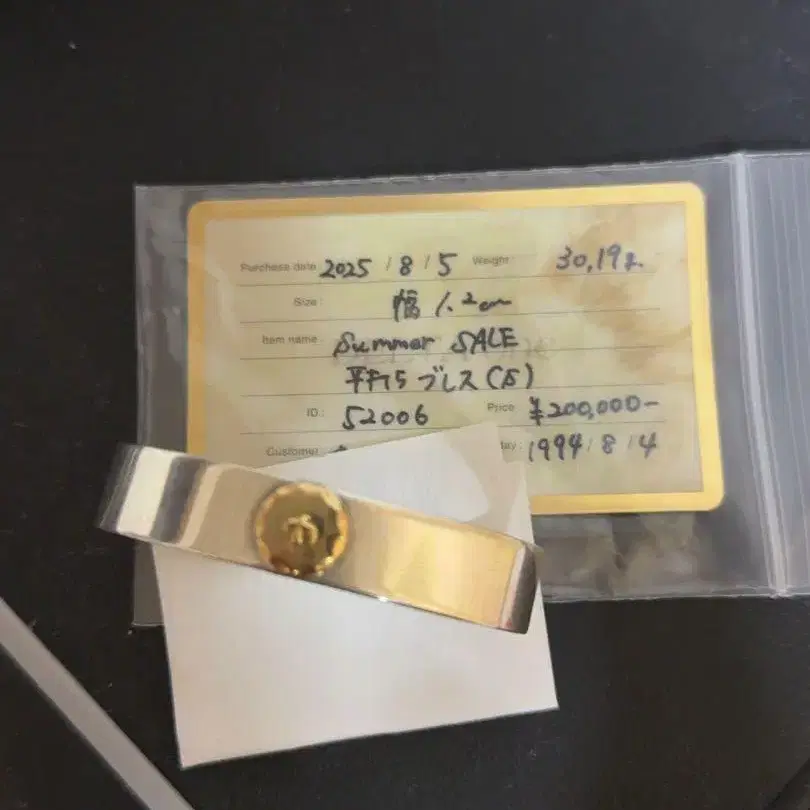 Purchase date 2025 / 8 / 5 Weight: 30,19g.
Size: 幅 1.2cm
Item name: Summer SALE
平打ち ブレス (S)
ID.: 52006 Price ¥200,000-
Customer day: 1994 / 8 / 4